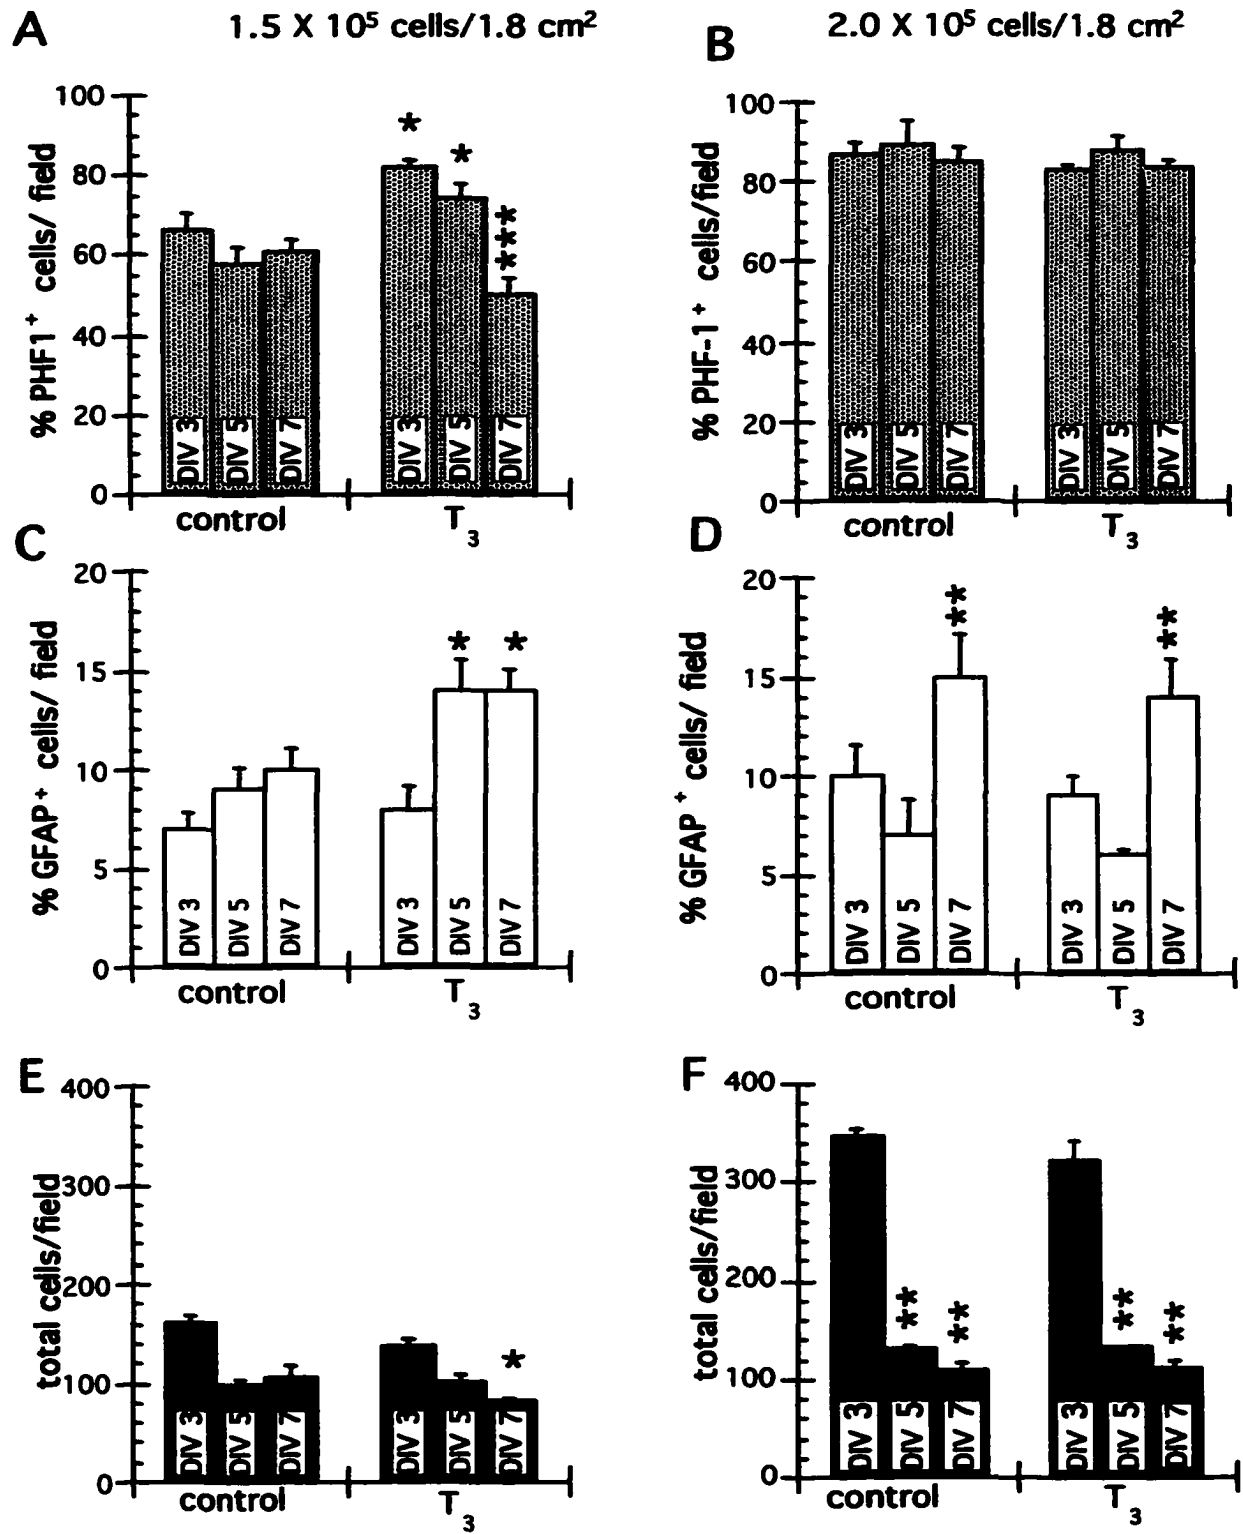 A
1.5 X 10⁵ cells/1.8 cm²
% PHF1⁺ cells/ field
100
80
60
40
20
0
*
*
***
DIV 3
DIV 5
DIV 7
DIV 3
DIV 5
DIV 7
control
T₃
B
2.0 X 10⁵ cells/1.8 cm²
% PHF-1⁺ cells/field
100
80
60
40
20
0
DIV 3
DIV 5
DIV 7
DIV 3
DIV 5
DIV 7
control
T₃
C
% GFAP⁺ cells/ field
20
15
10
5
0
*
*
DIV 3
DIV 5
DIV 7
DIV 3
DIV 5
DIV 7
control
T₃
D
% GFAP⁺ cells/ field
20
15
10
5
0
**
**
DIV 3
DIV 5
DIV 7
DIV 3
DIV 5
DIV 7
control
T₃
E
total cells/field
400
300
200
100
0
*
DIV 3
DIV 5
DIV 7
DIV 3
DIV 5
DIV 7
control
T₃
F
total cells/field
400
300
200
100
0
**
**
**
**
DIV 3
DIV 5
DIV 7
DIV 3
DIV 5
DIV 7
control
T₃